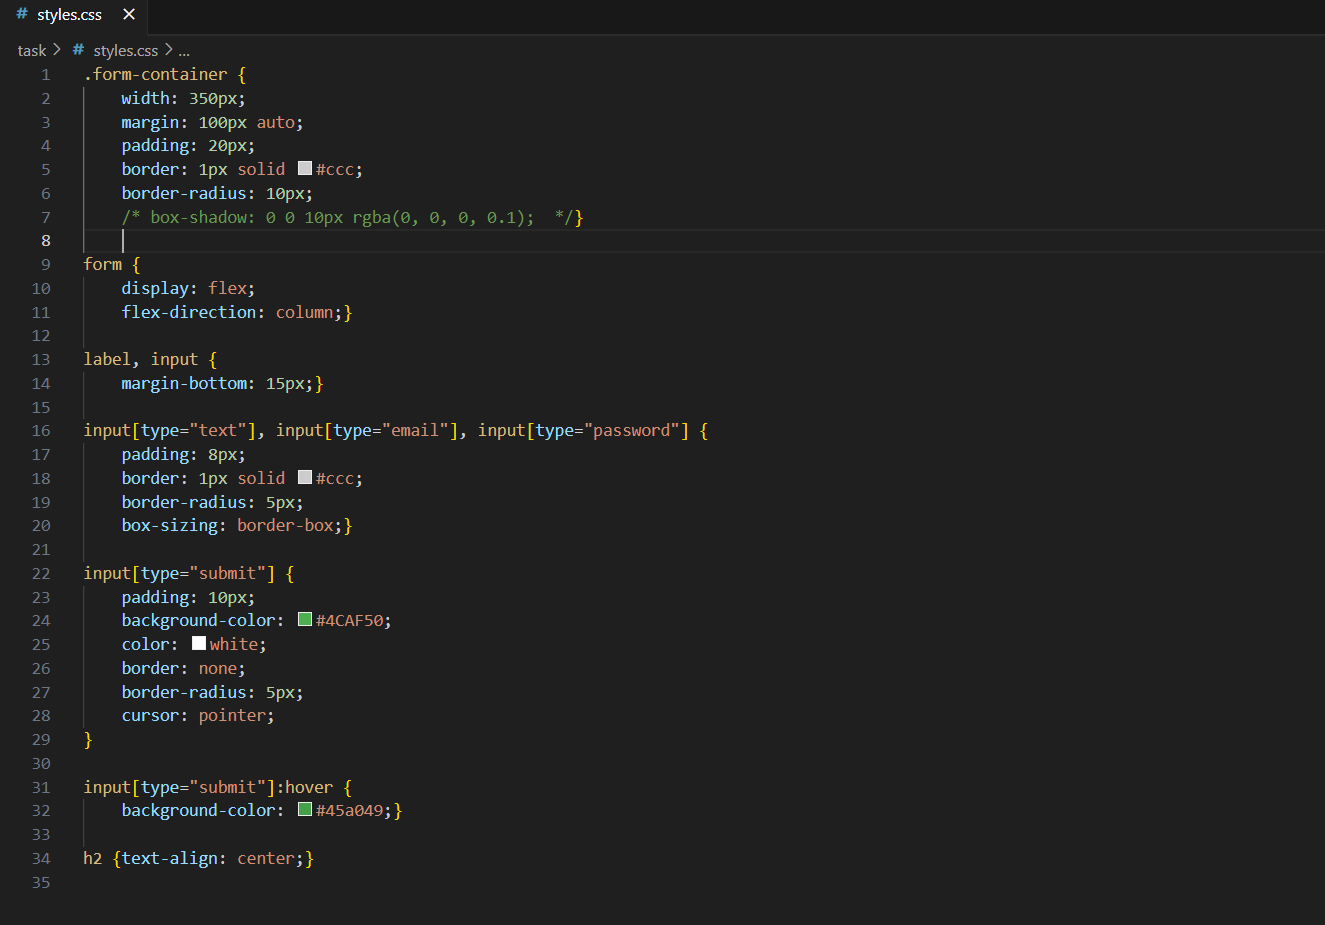 # styles.css ×
task > # styles.css > ...
1 .form-container {
2 width: 350px;
3 margin: 100px auto;
4 padding: 20px;
5 border: 1px solid #ccc;
6 border-radius: 10px;
7 /* box-shadow: 0 0 10px rgba(0, 0, 0, 0.1);  */}
8
9 form {
10 display: flex;
11 flex-direction: column;}
12
13 label, input {
14 margin-bottom: 15px;}
15
16 input[type="text"], input[type="email"], input[type="password"] {
17 padding: 8px;
18 border: 1px solid #ccc;
19 border-radius: 5px;
20 box-sizing: border-box;}
21
22 input[type="submit"] {
23 padding: 10px;
24 background-color: #4CAF50;
25 color: white;
26 border: none;
27 border-radius: 5px;
28 cursor: pointer;
29 }
30
31 input[type="submit"]:hover {
32 background-color: #45a049;}
33
34 h2 {text-align: center;}
35